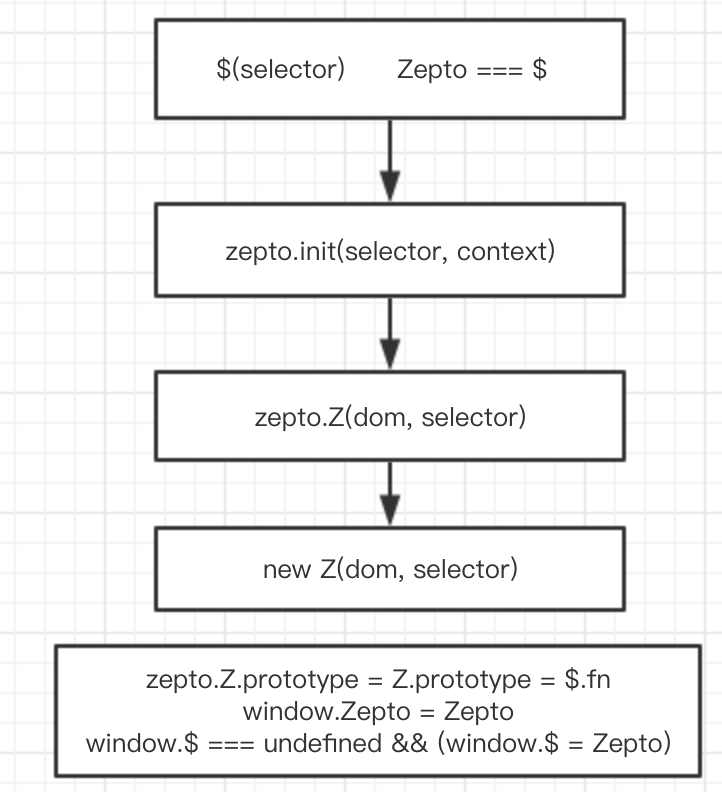 $(selector) Zepto === $
zepto.init(selector, context)
zepto.Z(dom, selector)
new Z(dom, selector)
zepto.Z.prototype = Z.prototype = $.fn
window.Zepto = Zepto
window.$ === undefined && (window.$ = Zepto)